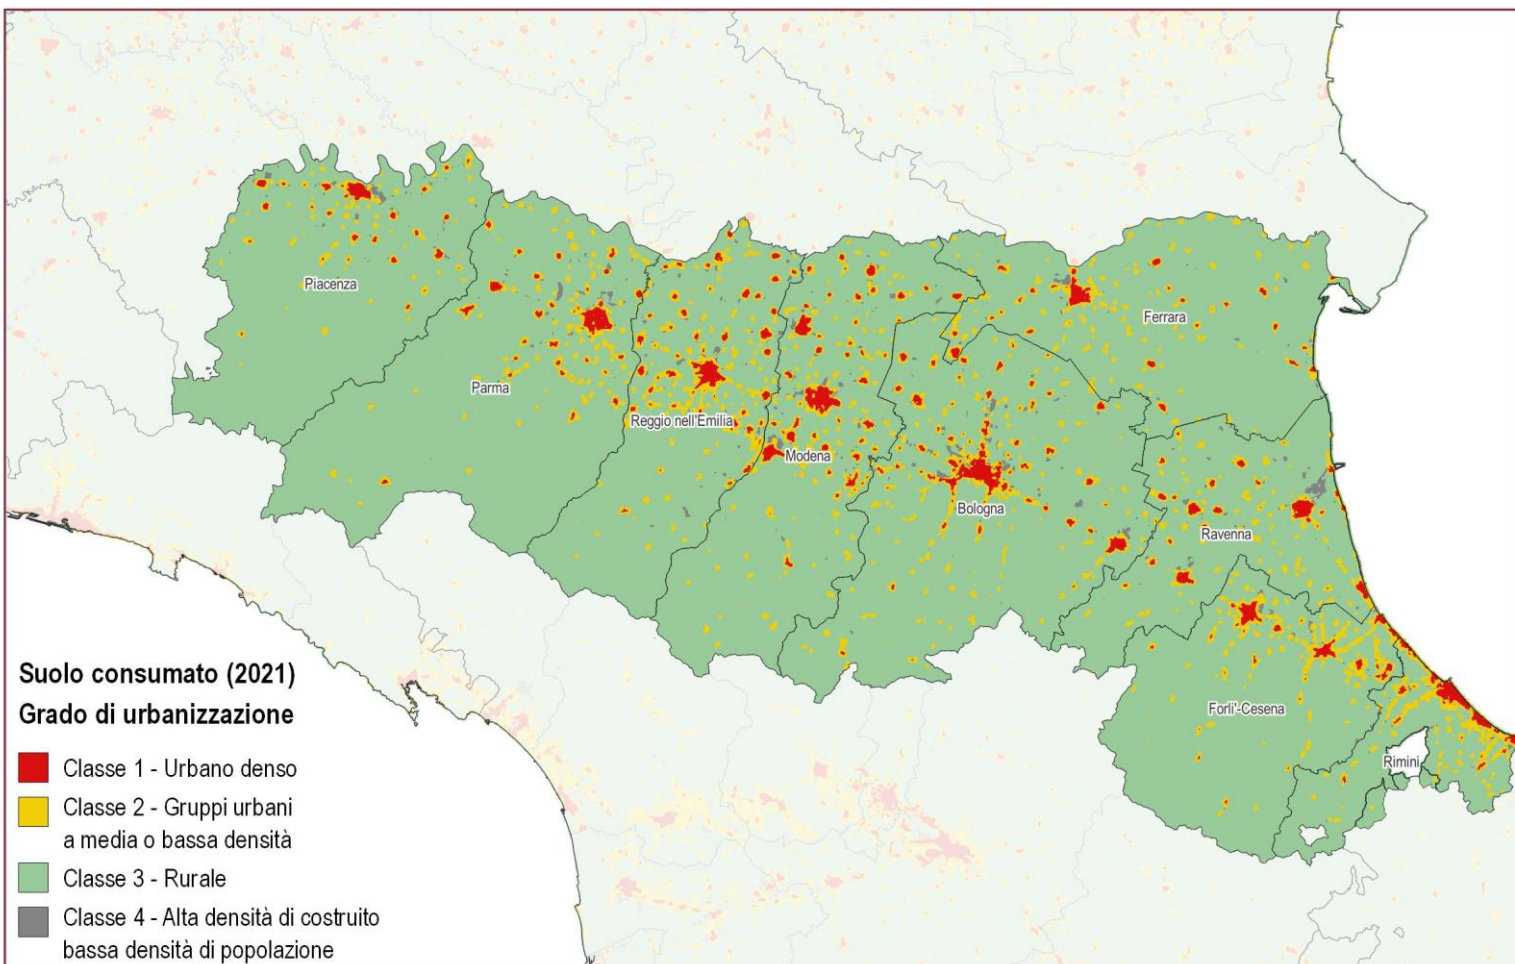 Piacenza
Parma
Reggio nell'Emilia
Modena
Bologna
Ferrara
Ravenna
Forli'-Cesena
Rimini
Suolo consumato (2021)
Grado di urbanizzazione
Classe 1 - Urbano denso
Classe 2 - Gruppi urbani
a media o bassa densità
Classe 3 - Rurale
Classe 4 - Alta densità di costruito
bassa densità di popolazione